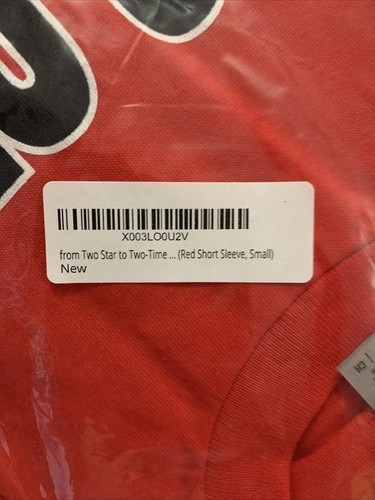 X003LO0U2V
from Two Star to Two-Time ... (Red Short Sleeve, Small)
New